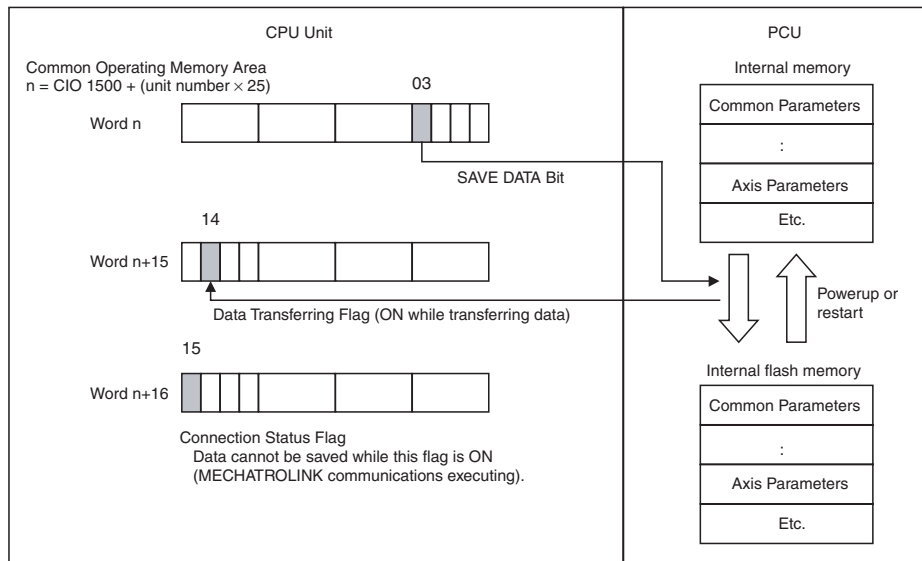 CPU Unit
Common Operating Memory Area
n = CIO 1500 + (unit number × 25)
03
Word n
SAVE DATA Bit
14
Word n+15
Data Transferring Flag (ON while transferring data)
15
Word n+16
Connection Status Flag
Data cannot be saved while this flag is ON
(MECHATROLINK communications executing).
PCU
Internal memory
Common Parameters
:
Axis Parameters
Etc.
Powerup or
restart
Internal flash memory
Common Parameters
:
Axis Parameters
Etc.